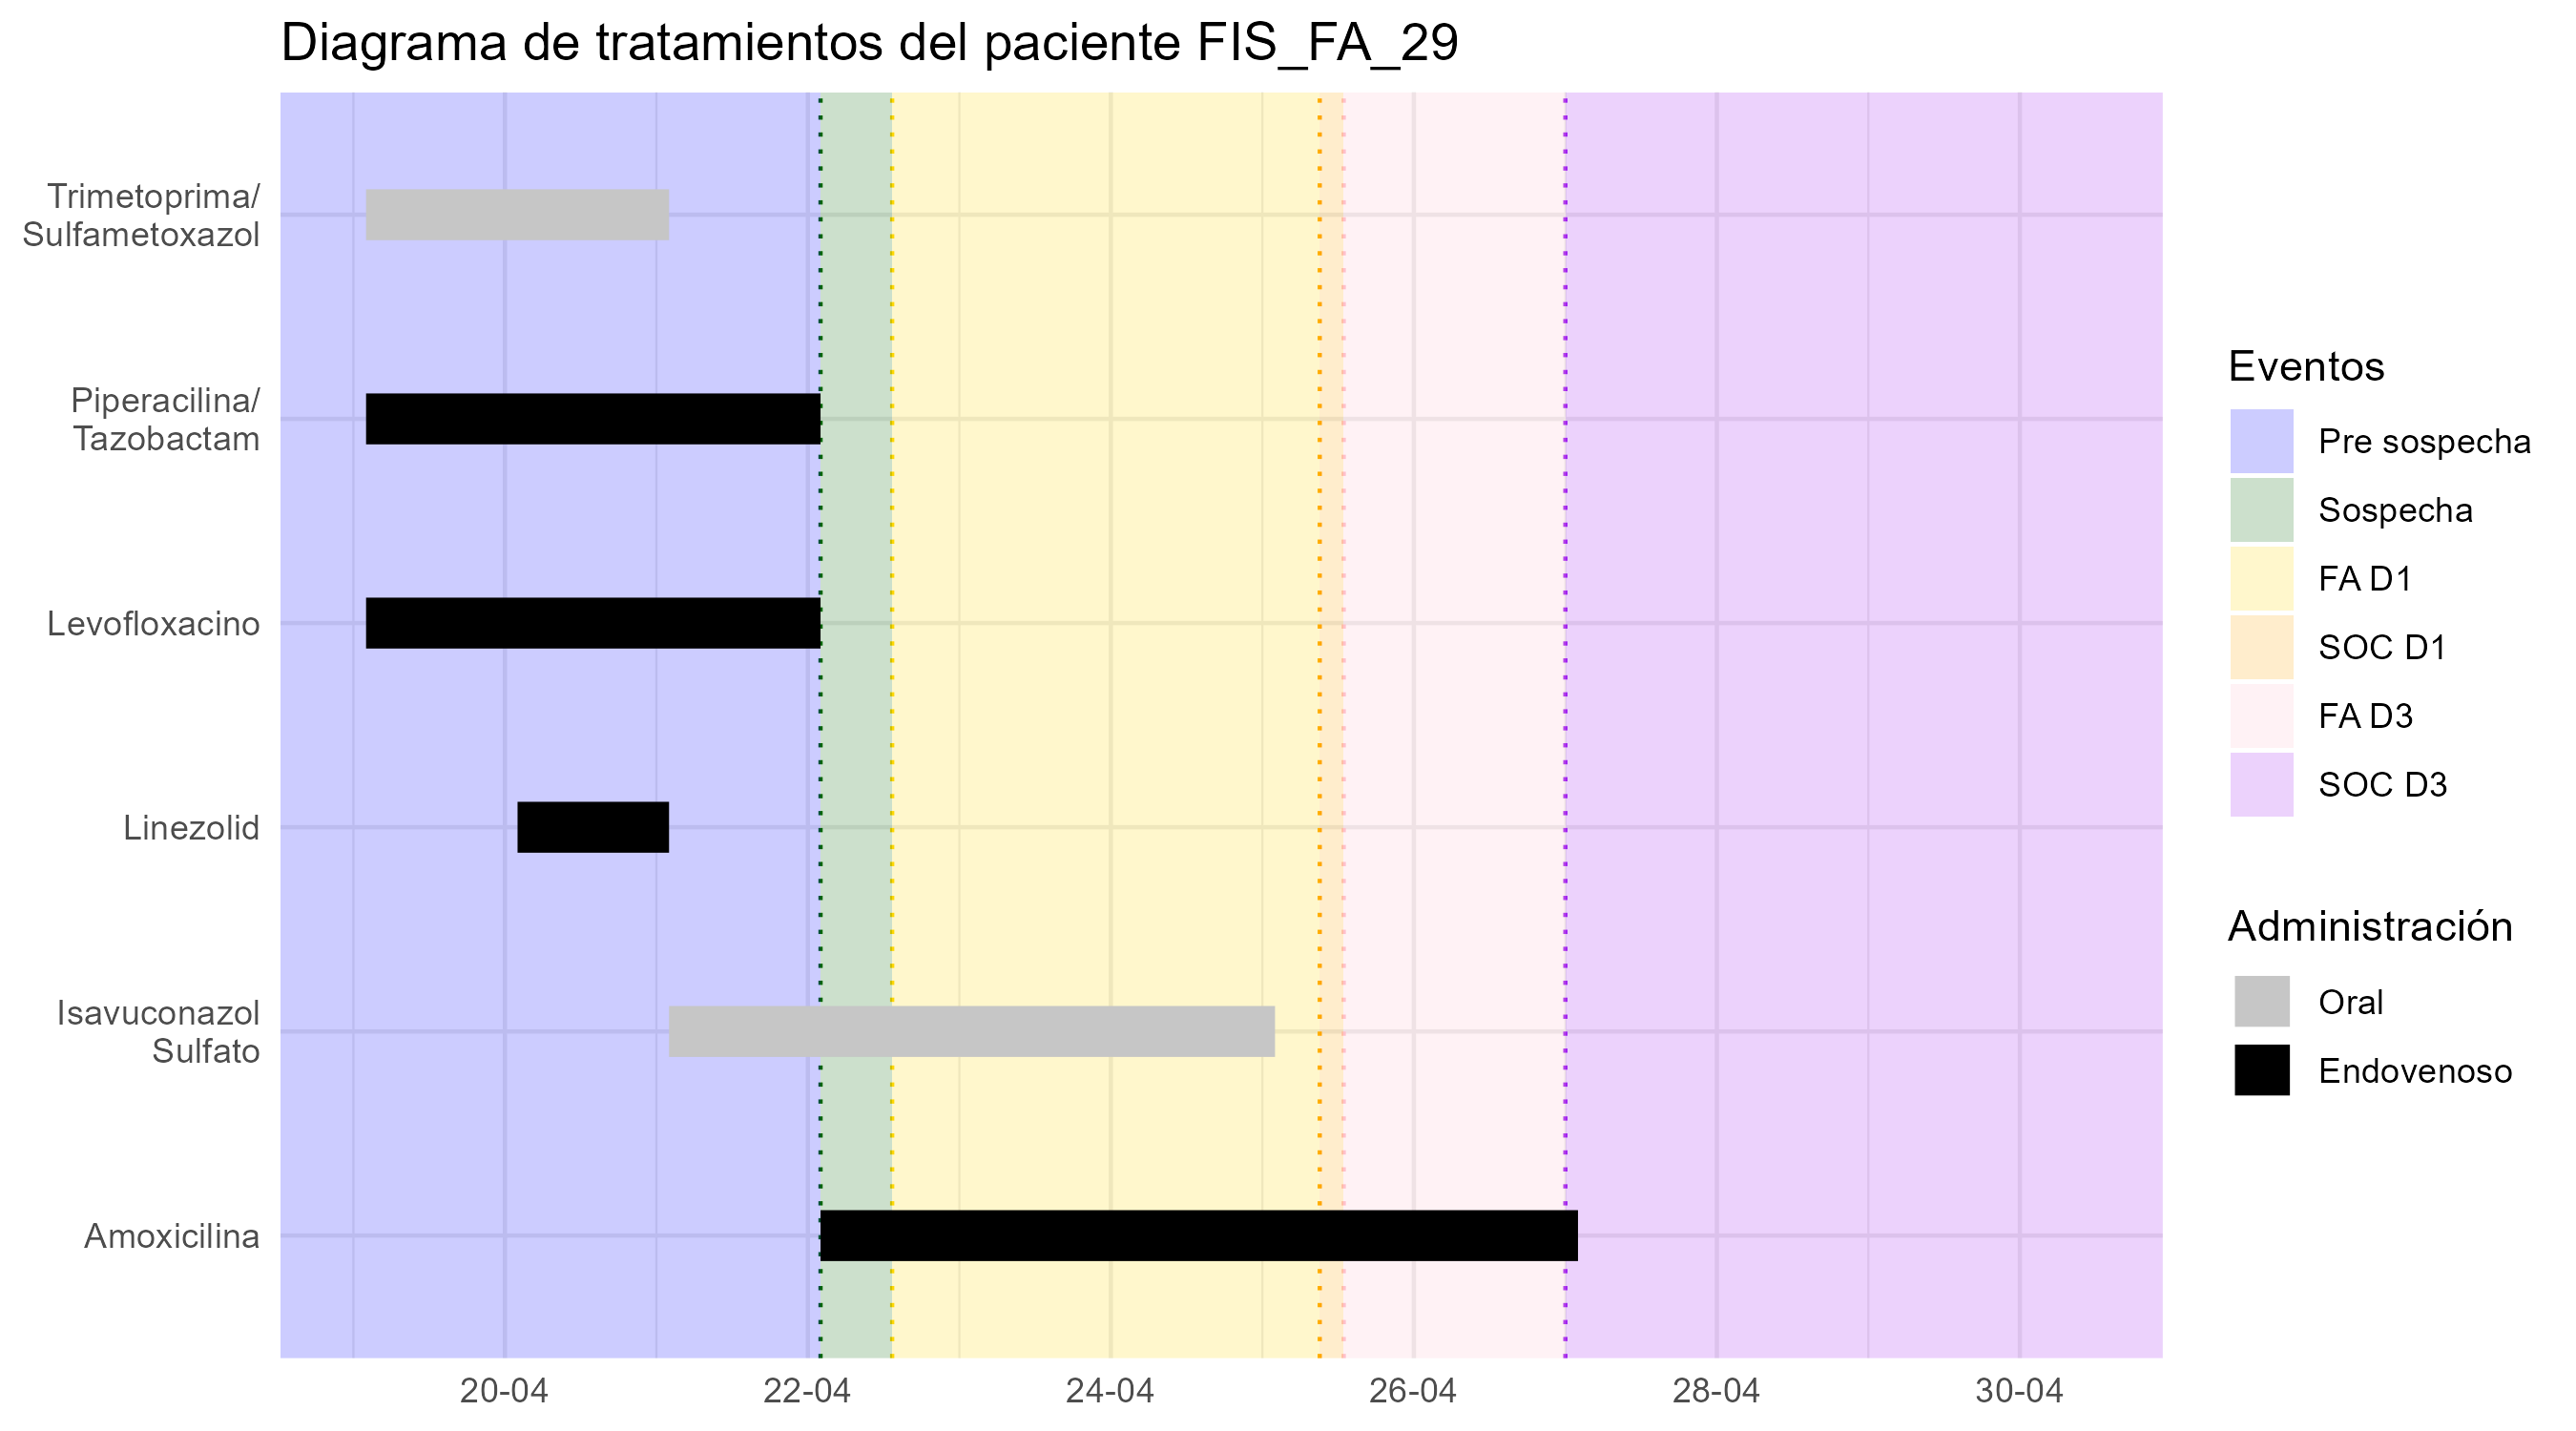 Diagrama de tratamientos del paciente FIS_FA_29
Trimetoprima/
Sulfametoxazol
Piperacilina/
Tazobactam
Levofloxacino
Linezolid
Isavuconazol
Sulfato
Amoxicilina
20-04
22-04
24-04
26-04
28-04
30-04
Eventos
Pre sospecha
Sospecha
FA D1
SOC D1
FA D3
SOC D3
Administración
Oral
Endovenoso